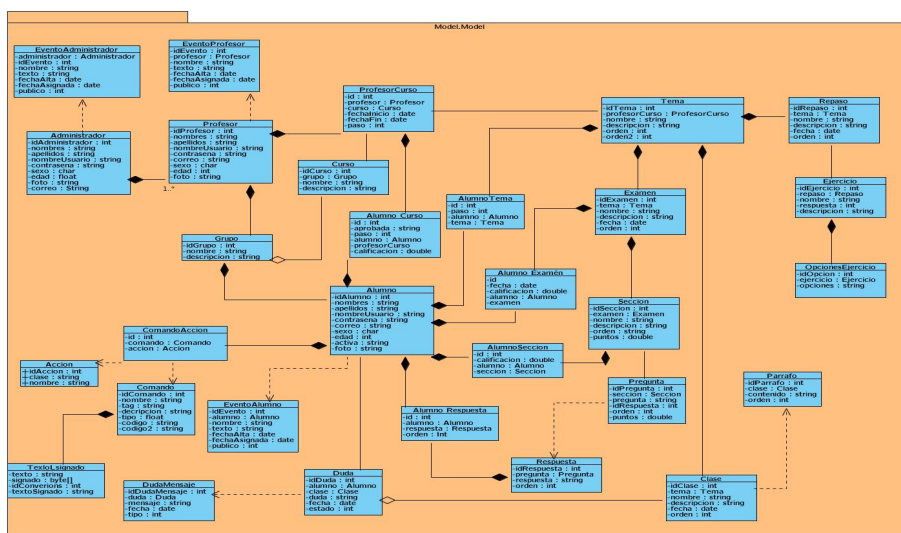 Model.Model
EventoAdministrador
-administrador : Administrador
-idEvento : int
-nombre : string
-texto : string
-fechaAlta : date
-fechaAsignada : date
-publico : int
EventoProfesor
-idEvento : int
-profesor : Profesor
-nombre : string
-texto : string
-fechaAlta : date
-fechaAsignada : date
-publico : int
ProfesorCurso
-id : int
-profesor : Profesor
-curso : Curso
-fechaInicio : date
-fechaFin : date
-paso : int
Tema
-idTema : int
-profesorCurso : ProfesorCurso
-nombre : string
-descripcion : string
-orden : int
-orden2 : int
Repaso
-idRepaso : int
-tema : Tema
-nombre : string
-descripcion : string
-fecha : date
-orden : int
Administrador
-idAdministrador : int
-nombres : string
-apellidos : string
-nombreUsuario : string
-contrasena : string
-sexo : char
-edad : float
-foto : string
-correo : String
1..*
Profesor
-idProfesor : int
-nombres : string
-apellidos : string
-nombreUsuario : string
-contrasena : string
-correo : string
-sexo : char
-edad : int
-foto : string
Curso
-idCurso : int
-grupo : Grupo
-nombre : string
-descripcion : string
Ejercicio
-idEjercicio : int
-repaso : Repaso
-nombre : string
-respuesta : int
-descripcion : string
Alumno_Curso
-id : int
-aprobada : string
-paso : int
-alumno : Alumno
-profesorCurso
-calificacion : double
AlumnoTema
-id : int
-paso : int
-alumno : Alumno
-tema : Tema
Examen
-idExamen : int
-tema : Tema
-nombre : string
-descripcion : string
-fecha : date
-orden : int
Grupo
-idGrupo : int
-nombre : string
-descripcion : string
Alumno_Examen
-id
-fecha : date
-calificacion : double
-alumno : Alumno
-examen
OpcionesEjercicio
-idOpcion : int
-ejercicio : Ejercicio
-opciones : string
Alumno
-idAlumno : int
-nombres : string
-apellidos : string
-nombreUsuario : string
-contrasena : string
-correo : string
-sexo : char
-edad : int
-activa : string
-foto : string
Seccion
-idSeccion : int
-examen : Examen
-nombre : string
-descripcion : string
-orden : string
-puntos : double
ComandoAccion
-id : int
-comando : Comando
-accion : Accion
AlumnoSeccion
-id : int
-calificacion : double
-alumno : Alumno
-seccion : Seccion
Accion
+idAccion : int
+clase : string
+nombre : string
Comando
-idComando : int
-nombre : string
-tag : string
-decripcion : string
-tipo : float
-codigo : string
-codigo2 : string
EventoAlumno
-idEvento : int
-alumno : Alumno
-nombre : string
-texto : string
-fechaAlta : date
-fechaAsignada : date
-publico : int
Alumno_Respuesta
-id : int
-alumno : Alumno
-respuesta : Respuesta
-orden : int
Pregunta
-idPregunta : int
-seccion : Seccion
-pregunta : string
-idRespuesta : int
-orden : int
-puntos : double
Parrafo
-idParrafo : int
-clase : Clase
-contenido : string
-orden : int
TextoLsignado
-texto : string
-signado : byte[]
-idConverions : int
-textoSignado : string
DudaMensaje
-idDudaMensaje : int
-duda : Duda
-mensaje : string
-fecha : date
-tipo : int
Duda
-idDuda : int
-alumno : Alumno
-clase : Clase
-duda : string
-fecha : date
-estado : int
Respuesta
-idRespuesta : int
-pregunta : Pregunta
-respuesta : string
-orden : int
Clase
-idClase : int
-tema : Tema
-nombre : string
-descripcion : string
-fecha : date
-orden : int